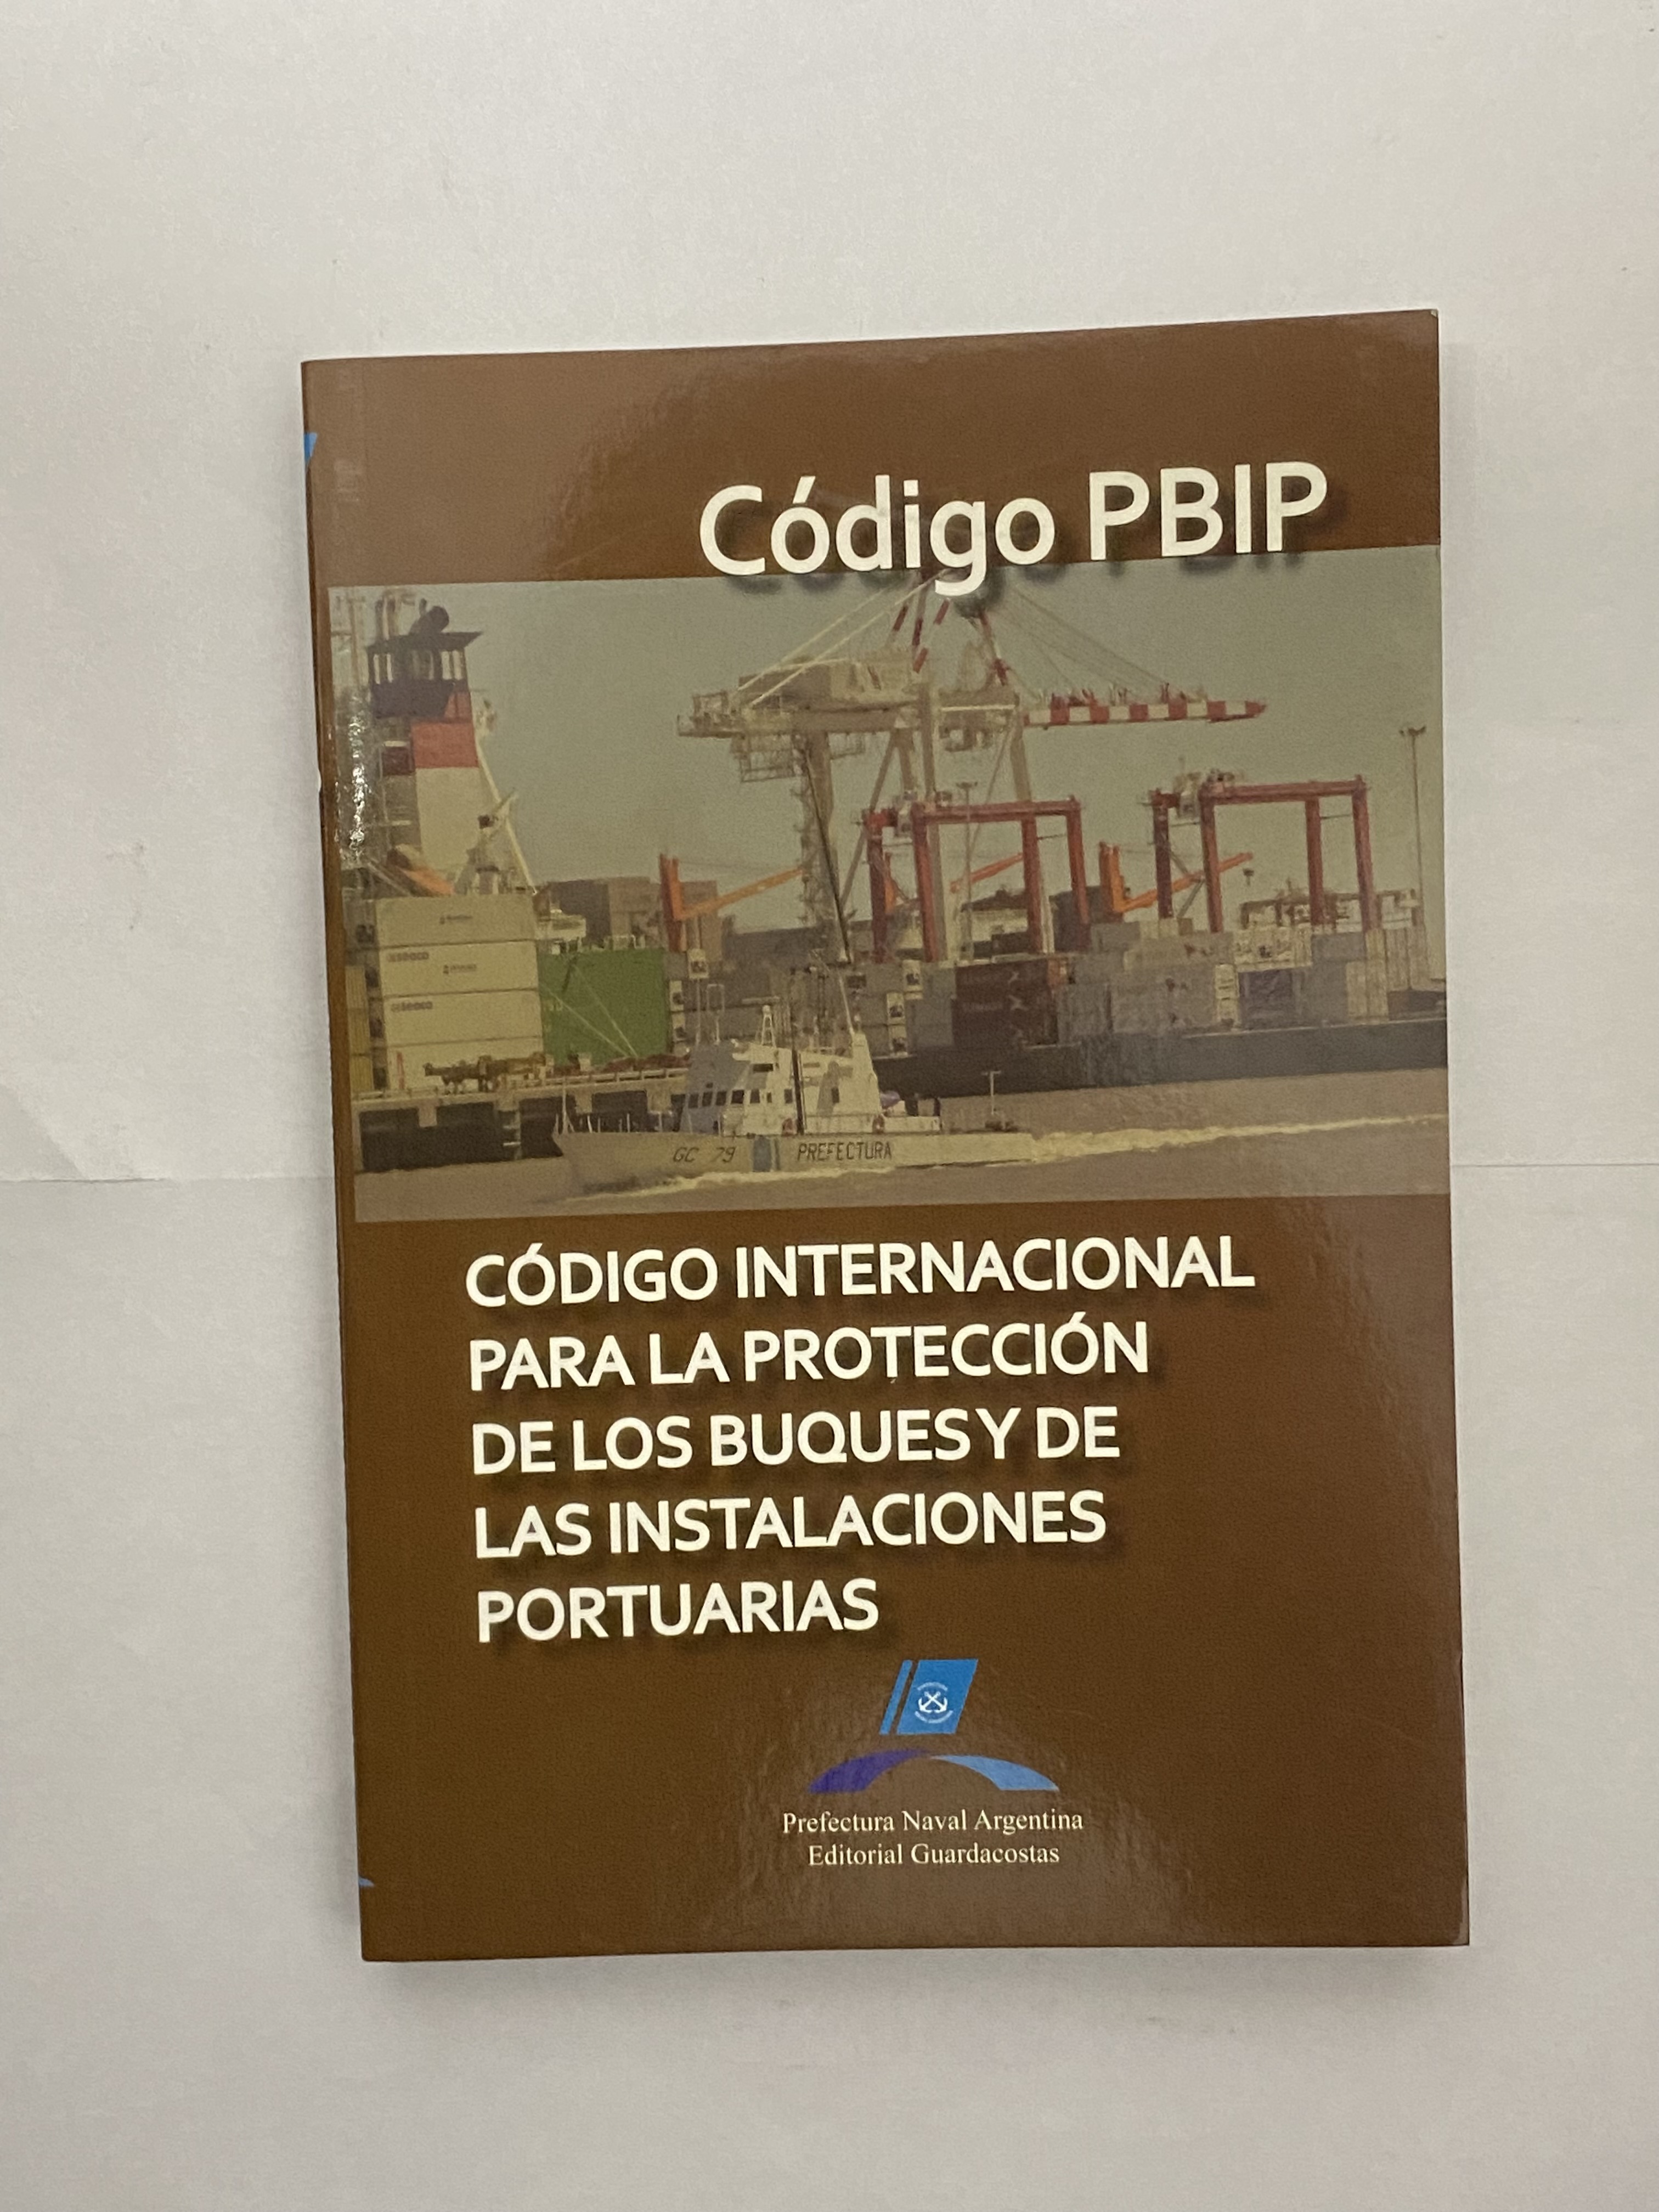 Código PBIP
GC 79 PREFECTURA
CÓDIGO INTERNACIONAL
PARA LA PROTECCIÓN
DE LOS BUQUES Y DE
LAS INSTALACIONES
PORTUARIAS
Prefectura Naval Argentina
Editorial Guardacostas